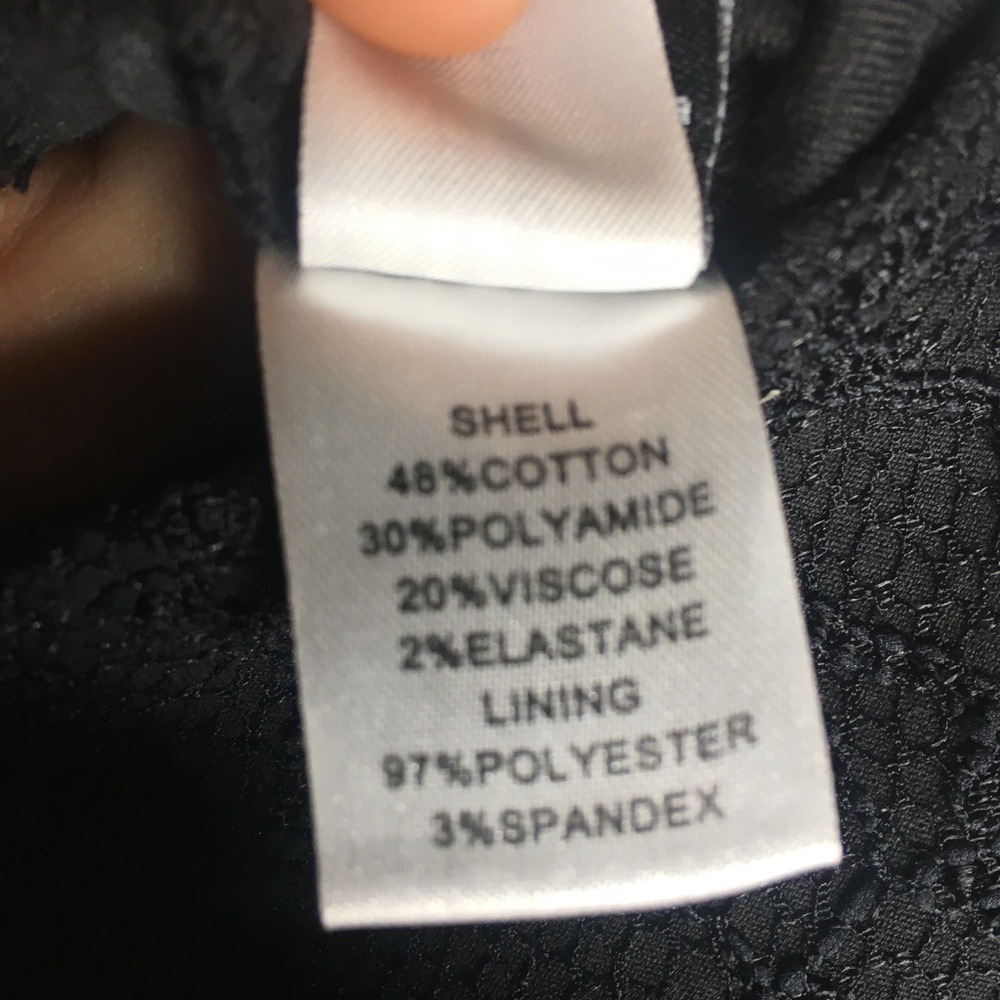 SHELL
48%COTTON
30%POLYAMIDE
20%VISCOSE
2%ELASTANE
LINING
97%POLYESTER
3%SPANDEX